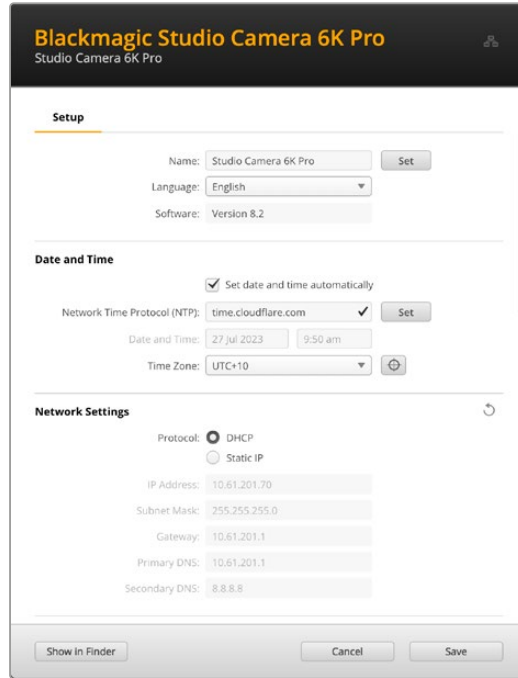 Blackmagic Studio Camera 6K Pro
Studio Camera 6K Pro
Setup
Name: Studio Camera 6K Pro Set
Language: English
Software: Version 8.2
Date and Time
Set date and time automatically
Network Time Protocol (NTP): time.cloudflare.com Set
Date and Time: 27 Jul 2023 9:50 am
Time Zone: UTC+10
Network Settings
Protocol: DHCP
Static IP
IP Address: 10.61.201.70
Subnet Mask: 255.255.255.0
Gateway: 10.61.201.1
Primary DNS: 10.61.201.1
Secondary DNS: 8.8.8.8
Show in Finder Cancel Save